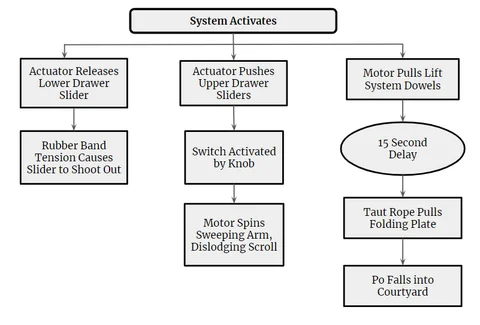 System Activates
Actuator Releases
Lower Drawer
Slider
Rubber Band
Tension Causes
Slider to Shoot Out
Actuator Pushes
Upper Drawer
Sliders
Switch Activated
by Knob
Motor Spins
Sweeping Arm,
Dislodging Scroll
Motor Pulls Lift
System Dowels
15 Second
Delay
Taut Rope Pulls
Folding Plate
Po Falls into
Courtyard